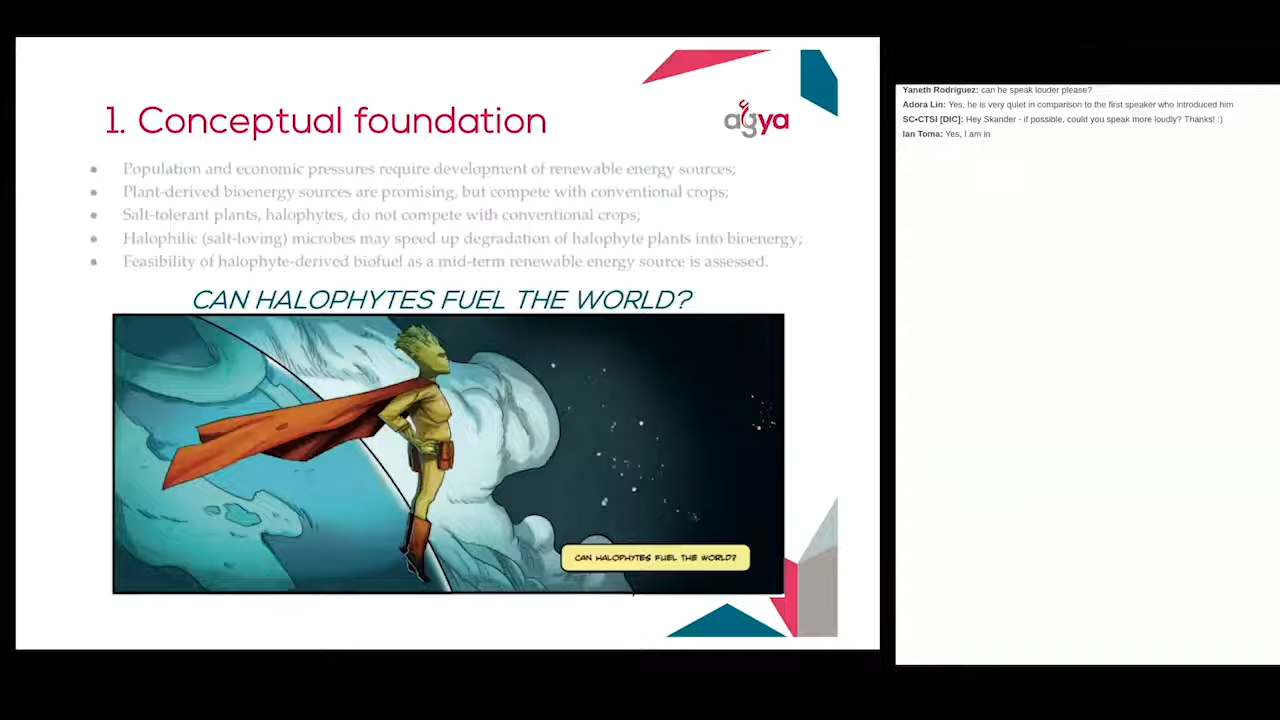 1. Conceptual foundation
agya
• Population and economic pressures require development of renewable energy sources;
• Plant-derived bioenergy sources are promising, but compete with conventional crops;
• Salt-tolerant plants, halophytes, do not compete with conventional crops;
• Halophilic (salt-loving) microbes may speed up degradation of halophyte plants into bioenergy;
• Feasibility of halophyte-derived biofuel as a mid-term renewable energy source is assessed.
CAN HALOPHYTES FUEL THE WORLD?
CAN HALOPHYTES FUEL THE WORLD?
Yaneth Rodriguez: can he speak louder please?
Adora Lin: Yes, he is very quiet in comparison to the first speaker who introduced him
SC•CTSI [DIC]: Hey Skander - if possible, could you speak more loudly? Thanks! :)
Ian Toma: Yes, I am in